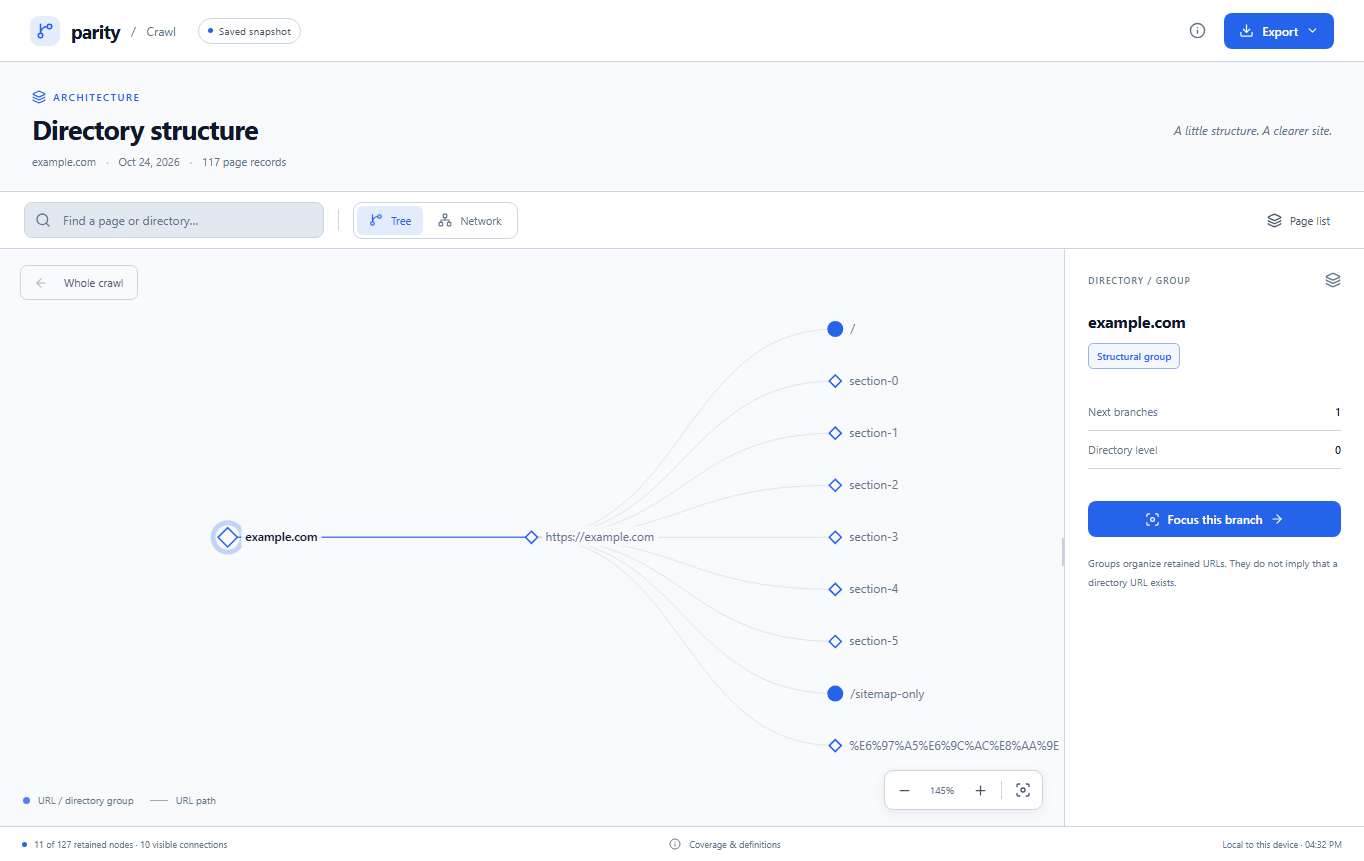 parity / Crawl Saved snapshot Export
ARCHITECTURE
Directory structure
example.com · Oct 24, 2026 · 117 page records
A little structure. A clearer site.
Find a page or directory...
Tree
Network
Page list
Whole crawl
/
section-0
section-1
section-2
example.com
https://example.com
section-3
section-4
section-5
/sitemap-only
%E6%97%A5%E6%9C%AC%E8%AA%9E
URL / directory group
URL path
145%
DIRECTORY / GROUP
example.com
Structural group
Next branches 1
Directory level 0
Focus this branch
Groups organize retained URLs. They do not imply that a
directory URL exists.
11 of 127 retained nodes · 10 visible connections
Coverage & definitions
Local to this device · 04:32 PM